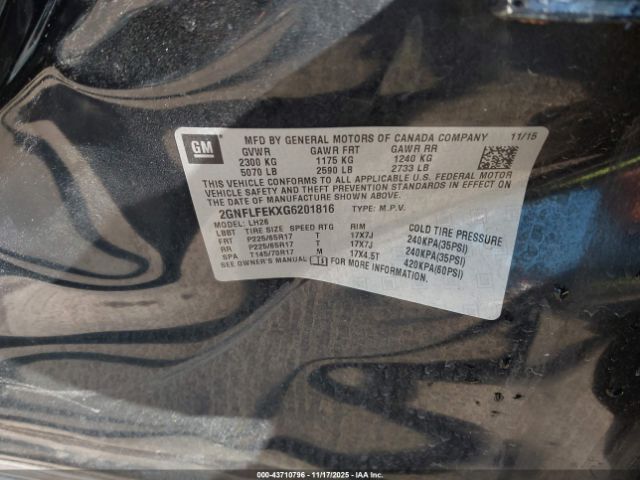 GM
MFD BY GENERAL MOTORS OF CANADA COMPANY 11/15
GVWR GAWR FRT GAWR RR
2300 KG 1175 KG 1240 KG
5070 LB 2590 LB 2733 LB
THIS VEHICLE CONFORMS TO ALL APPLICABLE U.S. FEDERAL MOTOR
VEHICLE SAFETY AND THEFT PREVENTION STANDARDS IN EFFECT ON
THE DATE OF MANUFACTURE SHOWN ABOVE.
2GNFLFEKXG6201816 TYPE: M.P.V.
MODEL: LH26
LBBT TIRE SIZE SPEED RTG RIM COLD TIRE PRESSURE
FRT P225/65R17 T 17X7J 240KPA(35PSI)
RR P225/65R17 T 17X7J 240KPA(35PSI)
SPA T145/70R17 M 17X4.5T 420KPA(60PSI)
SEE OWNER'S MANUAL FOR MORE INFORMATION.
000-43710796 - 11/17/2025 - IAA Inc.